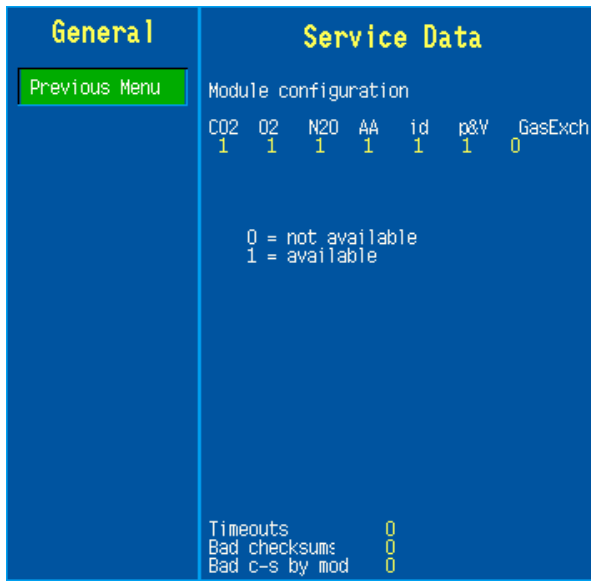 General
Service Data
Previous Menu
Module configuration
CO2 O2 N2O AA id p&V GasExch
1 1 1 1 1 1 0
0 = not available
1 = available
Timeouts 0
Bad checksums 0
Bad c-s by mod 0